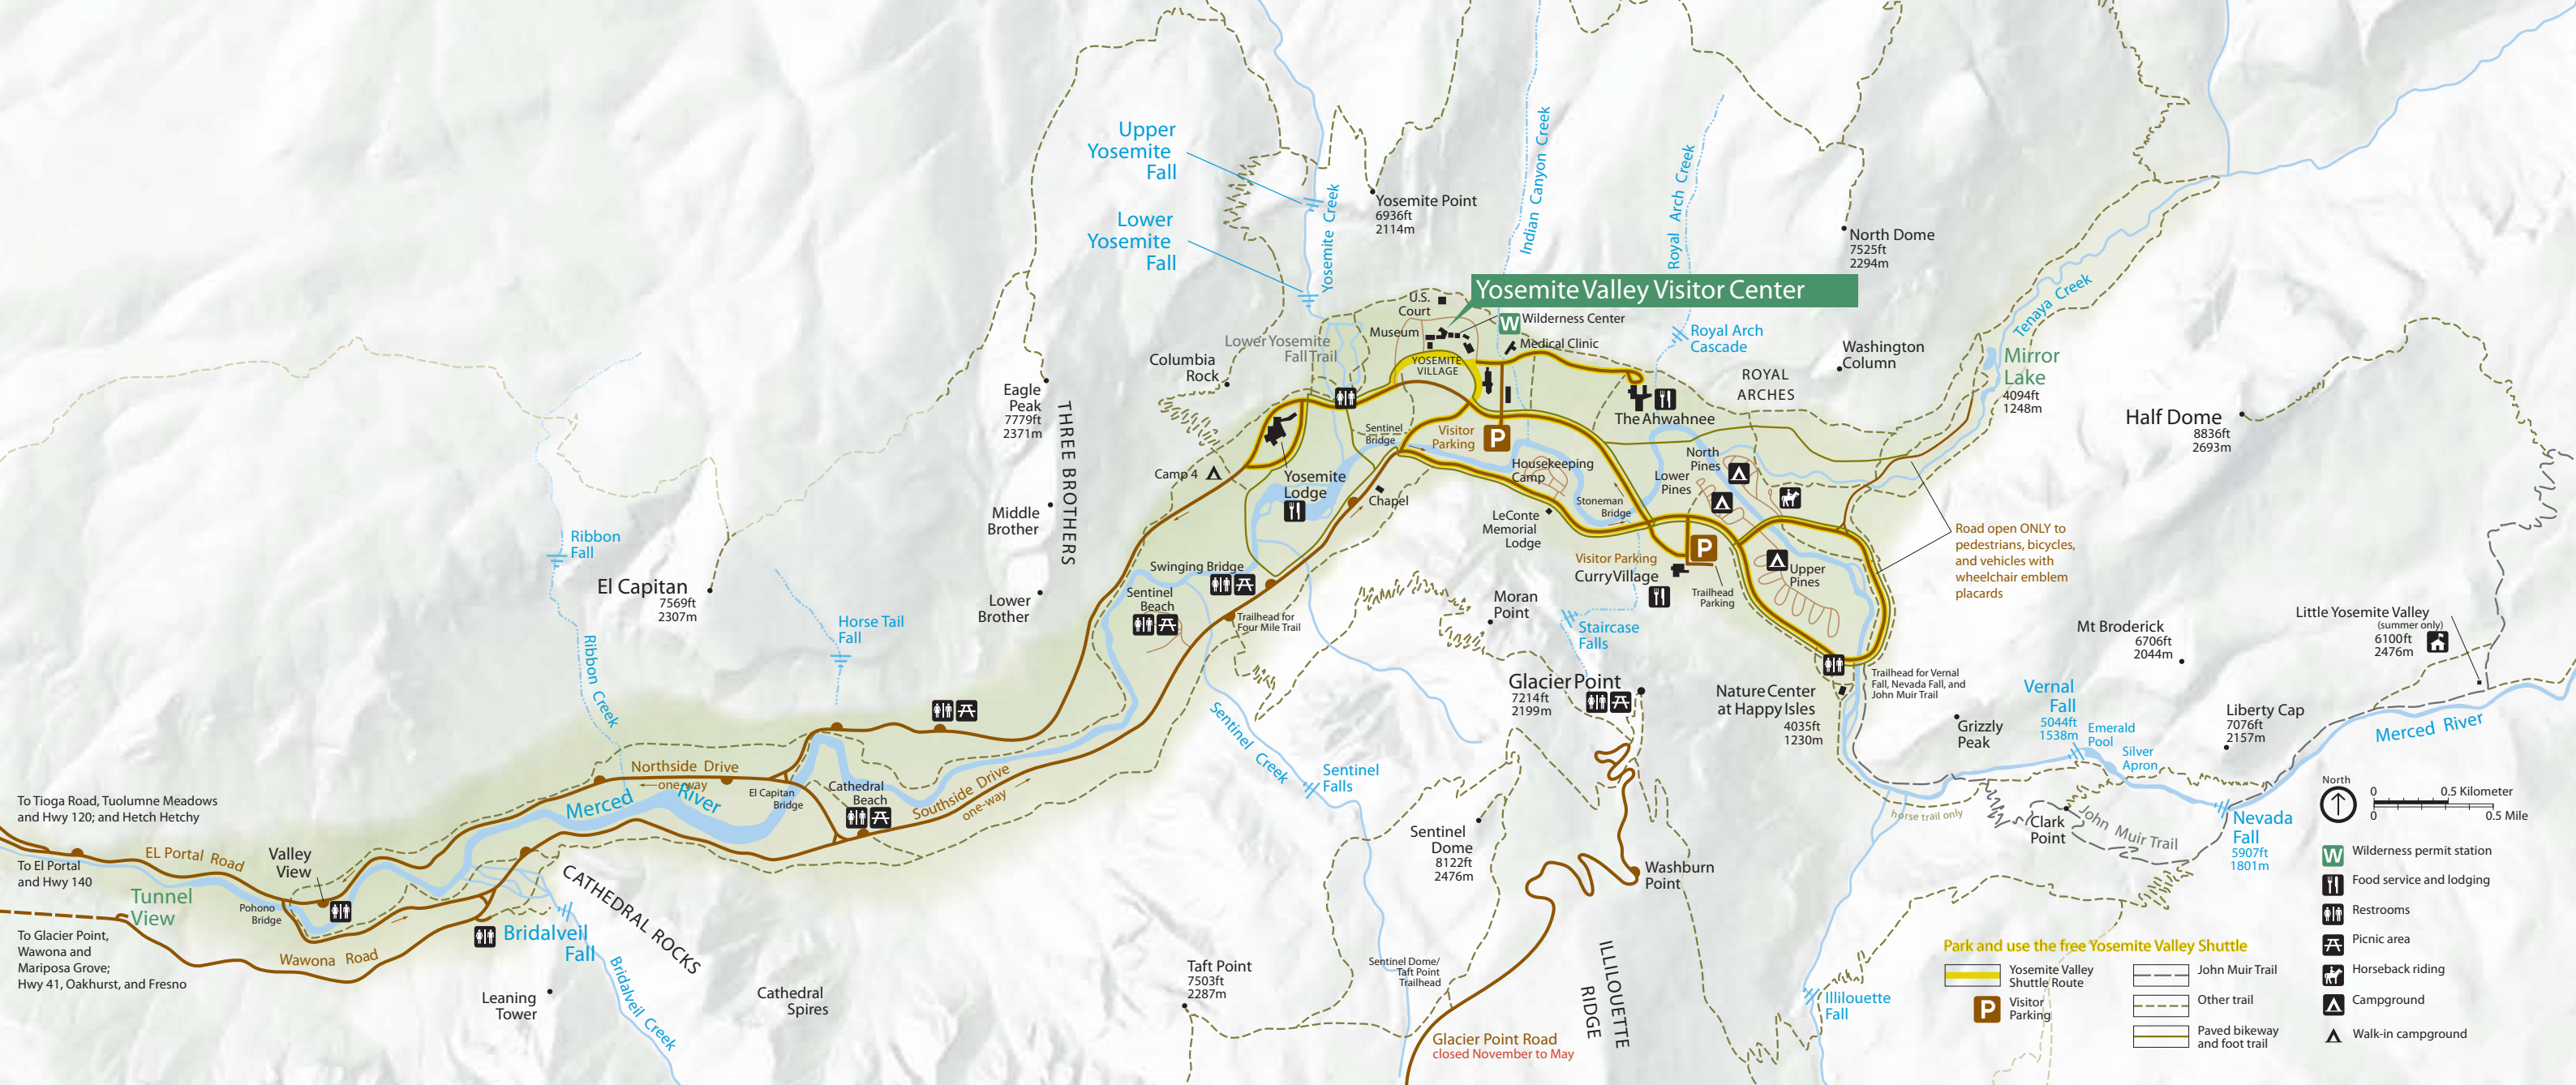 Upper
Yosemite
Fall
Lower
Yosemite
Fall
Yosemite Creek
Yosemite Point
6936ft
2114m
Indian Canyon Creek
Royal Arch Creek
North Dome
7525ft
2294m
Yosemite Valley Visitor Center
U.S.
Court
Museum
W
Wilderness Center
Medical Clinic
YOSEMITE
VILLAGE
Royal Arch
Cascade
Washington
Column
ROYAL
ARCHES
Tenaya Creek
Mirror
Lake
4094ft
1248m
Half Dome
8836ft
2693m
Lower Yosemite
Fall Trail
Columbia
Rock
Eagle
Peak
7779ft
2371m
THREE BROTHERS
Middle
Brother
Lower
Brother
The Ahwahnee
Sentinel
Bridge
Visitor
Parking
P
Camp 4
Yosemite
Lodge
Chapel
Housekeeping
Camp
North
Pines
Lower
Pines
Stoneman
Bridge
LeConte
Memorial
Lodge
Visitor Parking
P
Curry Village
Trailhead
Parking
Upper
Pines
Road open ONLY to
pedestrians, bicycles,
and vehicles with
wheelchair emblem
placards
Ribbon
Fall
El Capitan
7569ft
2307m
Ribbon Creek
Horse Tail
Fall
Swinging Bridge
Sentinel
Beach
Trailhead for
Four Mile Trail
Moran
Point
Staircase
Falls
Glacier Point
7214ft
2199m
Nature Center
at Happy Isles
4035ft
1230m
Trailhead for Vernal
Fall, Nevada Fall, and
John Muir Trail
Mt Broderick
6706ft
2044m
Little Yosemite Valley
(summer only)
6100ft
2476m
Grizzly
Peak
Vernal
Fall
5044ft
1538m
Emerald
Pool
Silver
Apron
Liberty Cap
7076ft
2157m
Merced River
Sentinel Creek
Sentinel
Falls
Northside Drive
one-way
El Capitan
Bridge
Merced River
Cathedral
Beach
Southside Drive
one-way
To Tioga Road, Tuolumne Meadows
and Hwy 120; and Hetch Hetchy
EL Portal Road
To El Portal
and Hwy 140
Valley
View
Tunnel
View
Pohono
Bridge
To Glacier Point,
Wawona and
Mariposa Grove;
Hwy 41, Oakhurst, and Fresno
Wawona Road
Bridalveil
Fall
CATHEDRAL ROCKS
Bridalveil Creek
Leaning
Tower
Cathedral
Spires
Sentinel
Dome
8122ft
2476m
Washburn
Point
Taft Point
7503ft
2287m
Sentinel Dome/
Taft Point
Trailhead
Glacier Point Road
closed November to May
ILLILOUETTE
RIDGE
Illilouette
Fall
horse trail only
Clark
Point
John Muir Trail
Nevada
Fall
5907ft
1801m
North
0 0.5 Kilometer
0 0.5 Mile
W Wilderness permit station
Food service and lodging
Restrooms
Picnic area
Horseback riding
Campground
Walk-in campground
Park and use the free Yosemite Valley Shuttle
Yosemite Valley
Shuttle Route
P Visitor
Parking
John Muir Trail
Other trail
Paved bikeway
and foot trail